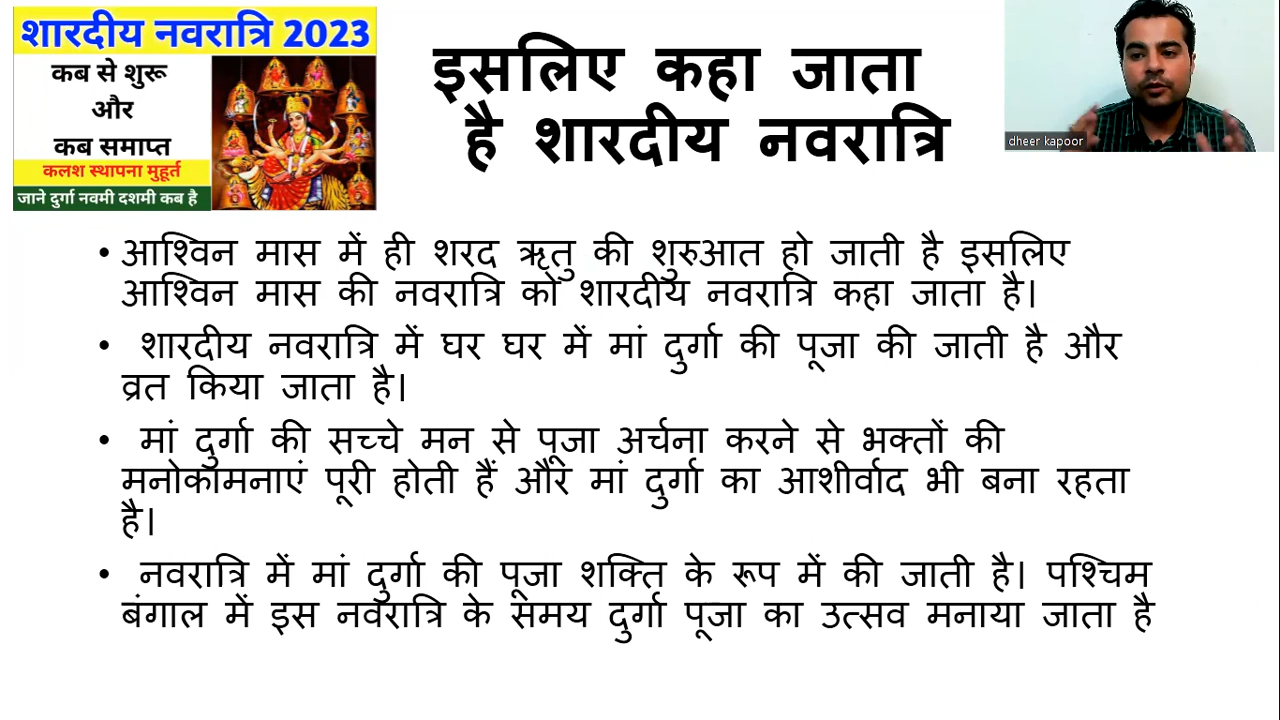 शारदीय नवरात्रि 2023
कब से शुरू
और
कब समाप्त
कलश स्थापना मुहूर्त
जाने दुर्गा नवमी दशमी कब है
इसलिए कहा जाता
है शारदीय नवरात्रि
dheer kapoor
• आश्विन मास में ही शरद ऋतु की शुरुआत हो जाती है इसलिए
आश्विन मास की नवरात्रि को शारदीय नवरात्रि कहा जाता है।
• शारदीय नवरात्रि में घर घर में मां दुर्गा की पूजा की जाती है और
व्रत किया जाता है।
• मां दुर्गा की सच्चे मन से पूजा अर्चना करने से भक्तों की
मनोकामनाएं पूरी होती हैं और मां दुर्गा का आशीर्वाद भी बना रहता
है।
• नवरात्रि में मां दुर्गा की पूजा शक्ति के रूप में की जाती है। पश्चिम
बंगाल में इस नवरात्रि के समय दुर्गा पूजा का उत्सव मनाया जाता है